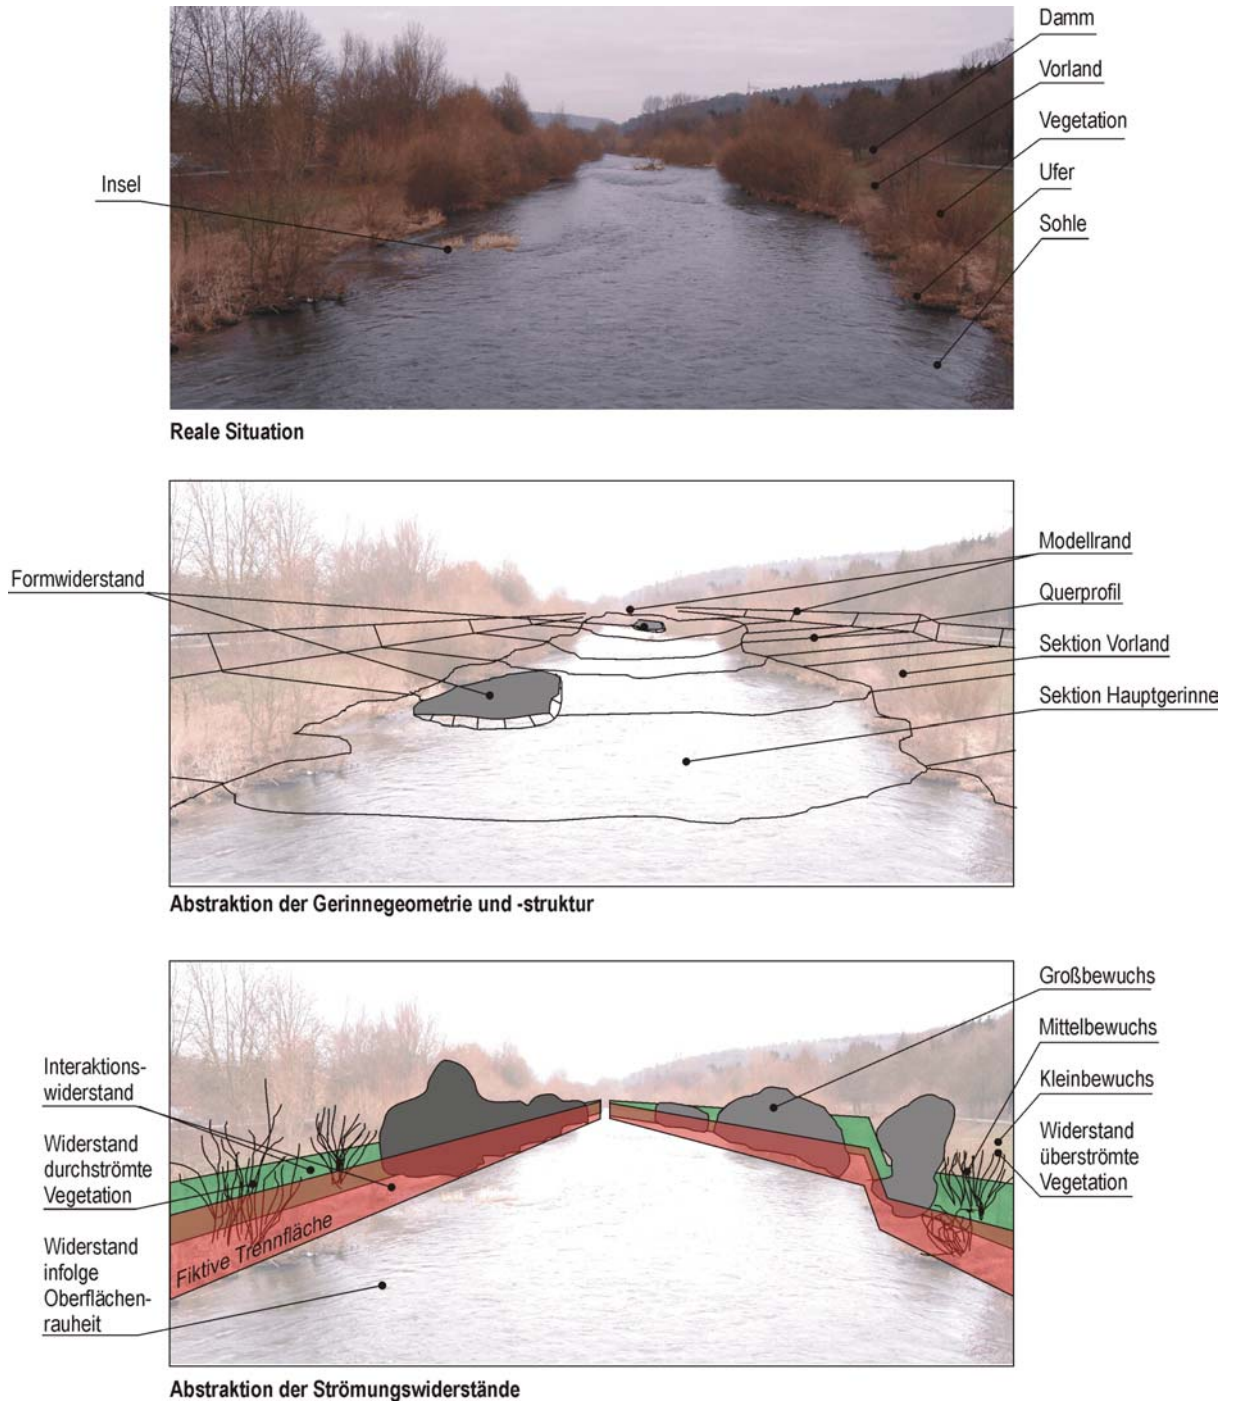 Damm
Vorland
Vegetation
Ufer
Sohle
Insel
Reale Situation
Formwiderstand
Modellrand
Querprofil
Sektion Vorland
Sektion Hauptgerinne
Abstraktion der Gerinnegeometrie und -struktur
Interaktions-
widerstand
Widerstand
durchströmte
Vegetation
Widerstand
infolge
Oberflächen-
rauheit
Fiktive Trennfläche
Großbewuchs
Mittelbewuchs
Kleinbewuchs
Widerstand
überströmte
Vegetation
Abstraktion der Strömungswiderstände